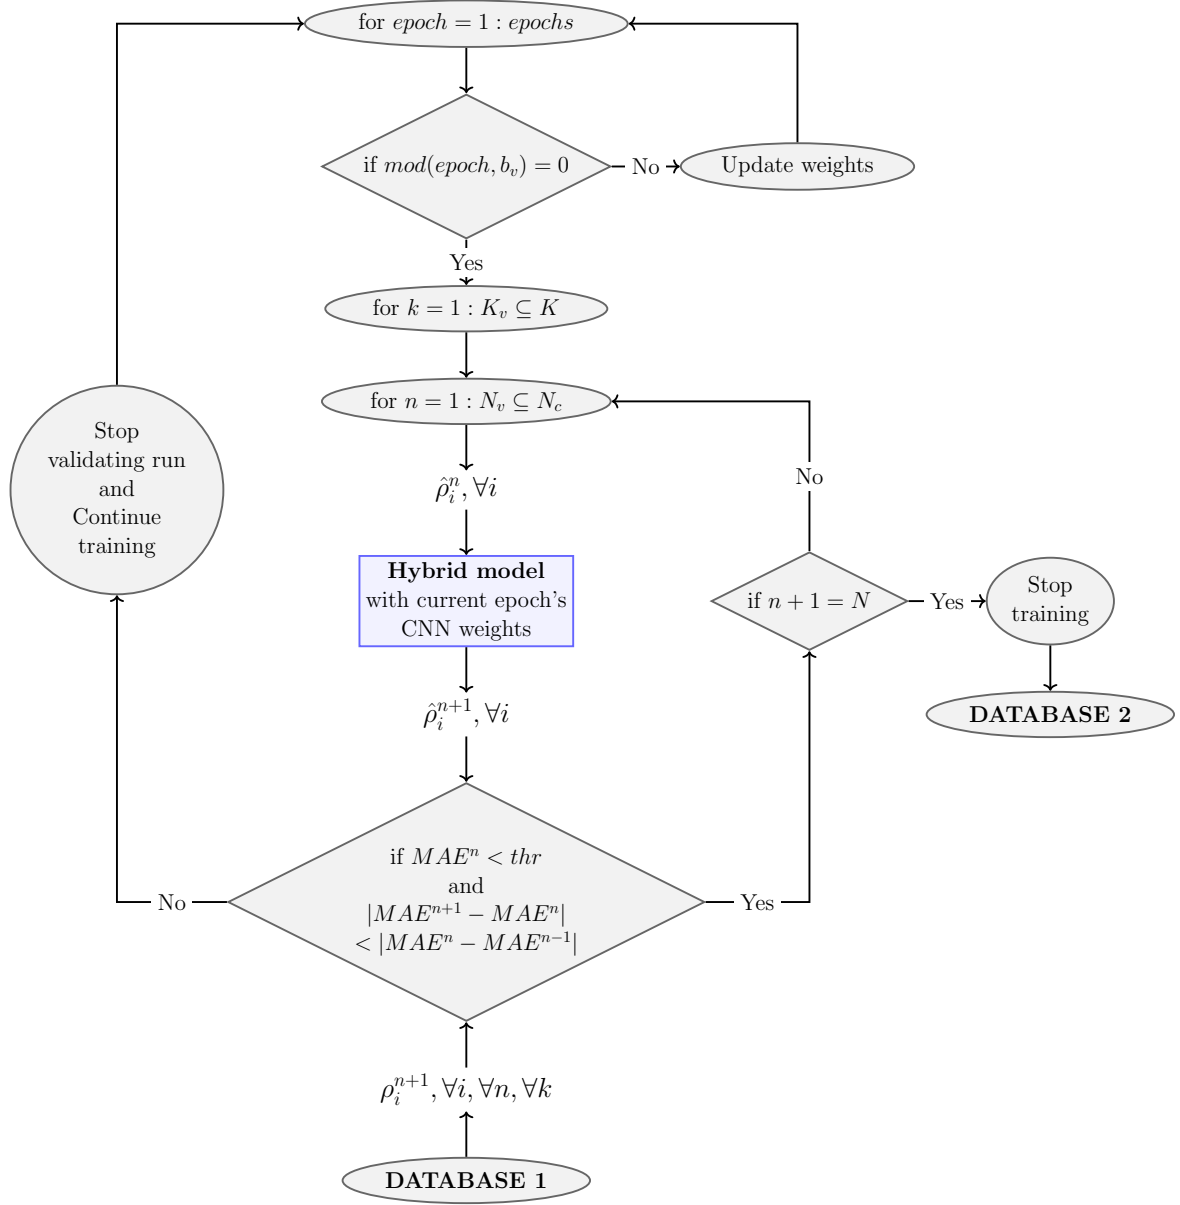 for epoch = 1 : epochs
if mod(epoch, b_v) = 0
No
Update weights
Yes
for k = 1 : K_v ⊆ K
for n = 1 : N_v ⊆ N_c
Stop
validating run
and
Continue
training
ρ̂_i^n, ∀i
No
Hybrid model
with current epoch's
CNN weights
if n + 1 = N
Yes
Stop
training
ρ̂_i^{n+1}, ∀i
DATABASE 2
if MAE^n < thr
and
|MAE^{n+1} − MAE^n|
< |MAE^n − MAE^{n−1}|
No
Yes
ρ_i^{n+1}, ∀i, ∀n, ∀k
DATABASE 1